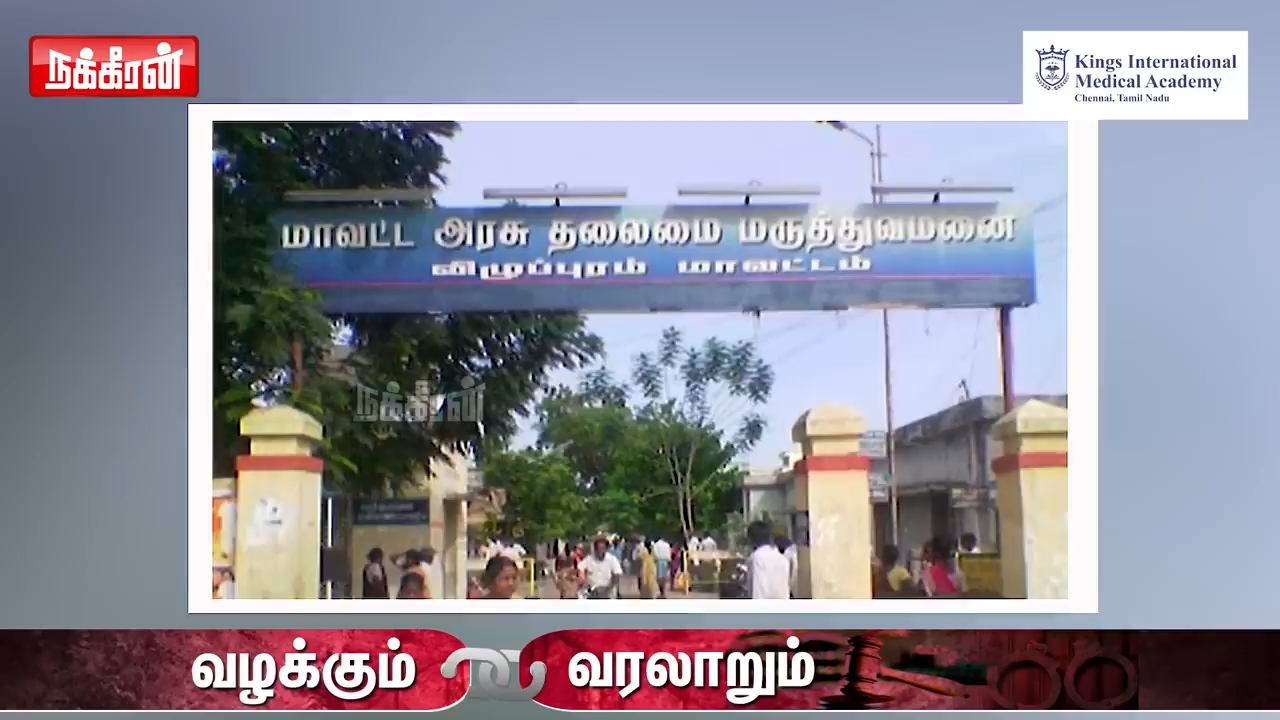 நக்கீரன்
Kings International
Medical Academy
Chennai, Tamil Nadu
மாவட்ட அரசு தலைமை மருத்துவமனை
விழுப்புரம் மாவட்டம்
நக்கீரன்
வழக்கும் வரலாறும்